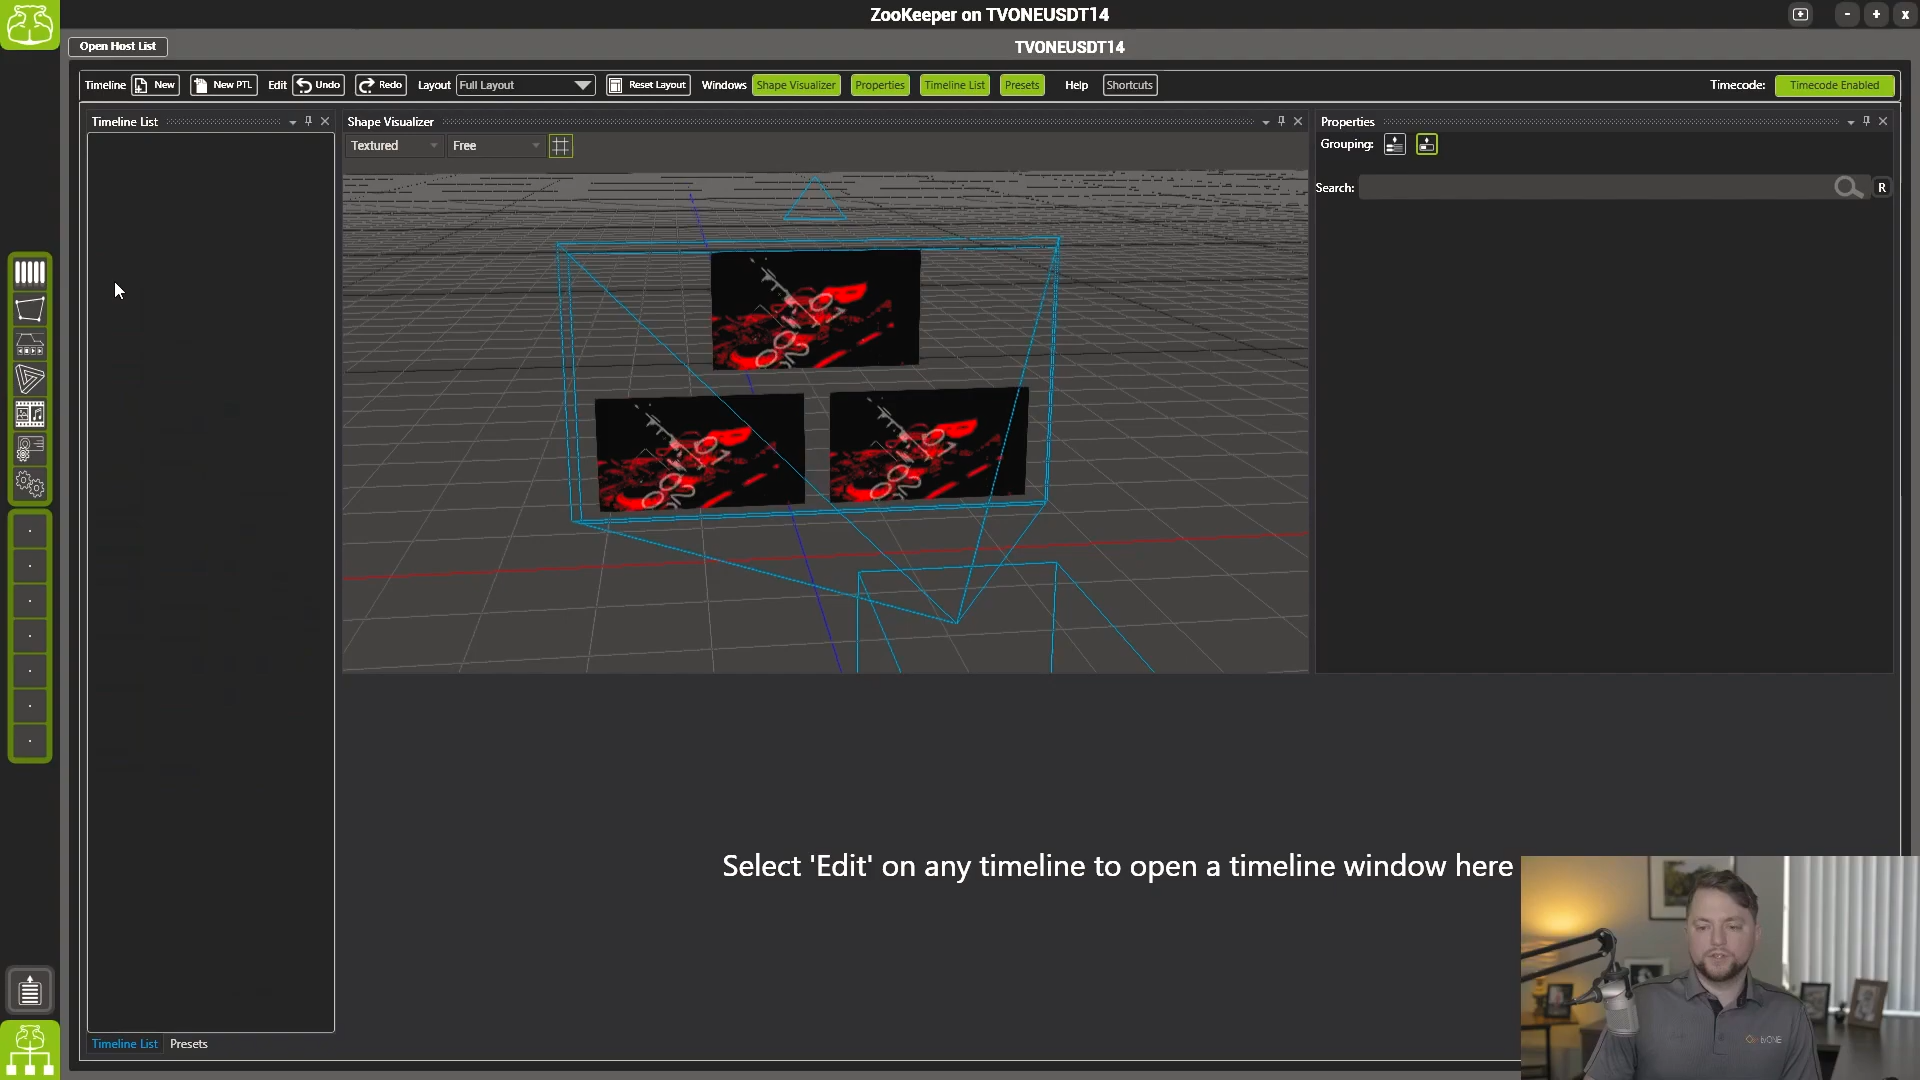 ZooKeeper on TVONEUSDT14
Open Host List
TVONEUSDT14
Timeline New New PTL Edit Undo Redo Layout Full Layout Reset Layout Windows Shape Visualizer Properties Timeline List Presets Help Shortcuts Timecode: Timecode Enabled
Timeline List
Shape Visualizer
Properties
Textured Free
Grouping:
Search: R
Select 'Edit' on any timeline to open a timeline window here
tvONE
Timeline List Presets